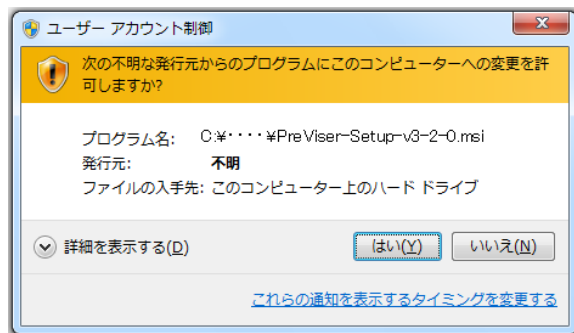 ユーザー アカウント制御
次の不明な発行元からのプログラムにこのコンピューターへの変更を許
可しますか?
プログラム名: C:¥・・・・¥PreViser-Setup-v3-2-0.msi
発行元: 不明
ファイルの入手先: このコンピューター上のハード ドライブ
詳細を表示する(D) はい(Y) いいえ(N)
これらの通知を表示するタイミングを変更する